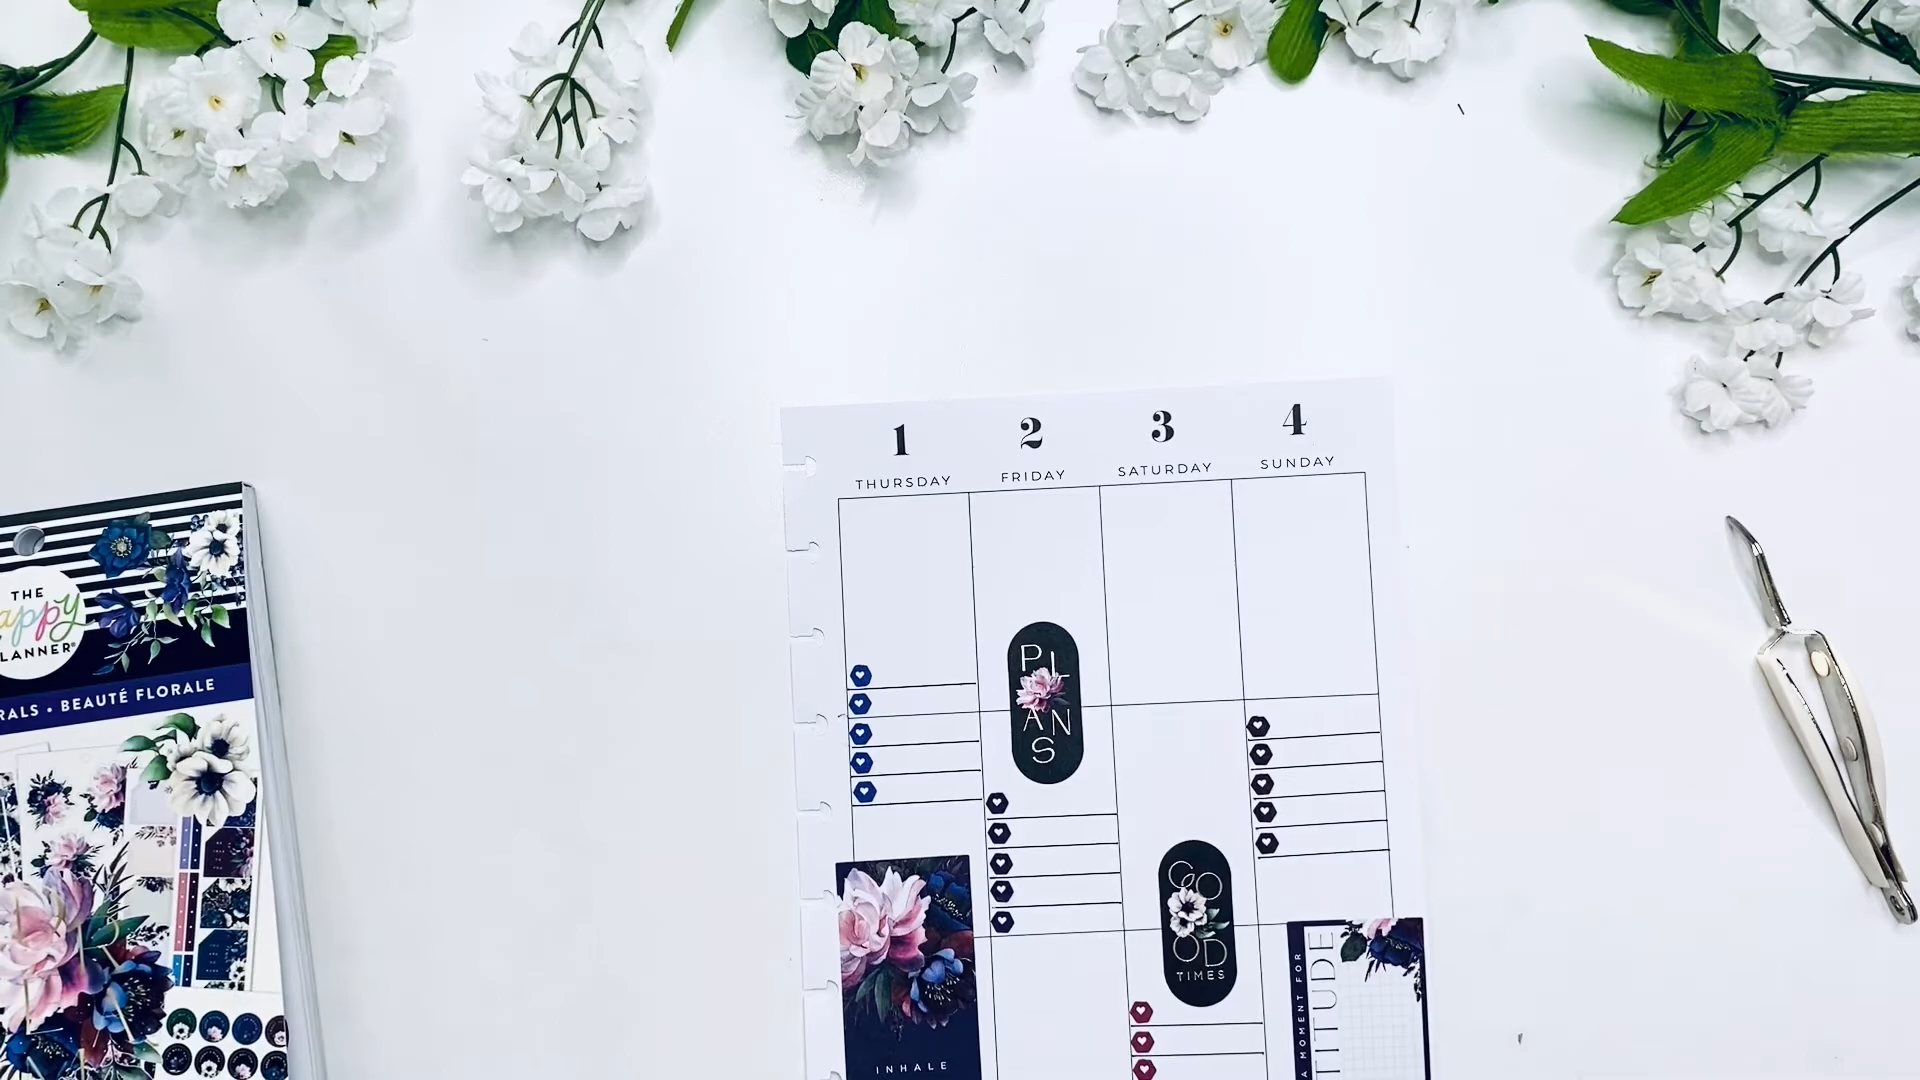 THE
appy
LANNER®
RALS • BEAUTÉ FLORALE
1
2
3
4
THURSDAY
FRIDAY
SATURDAY
SUNDAY
PL
AN
S
GO
OD
TIMES
INHALE
A MOMENT FOR
TITUDE